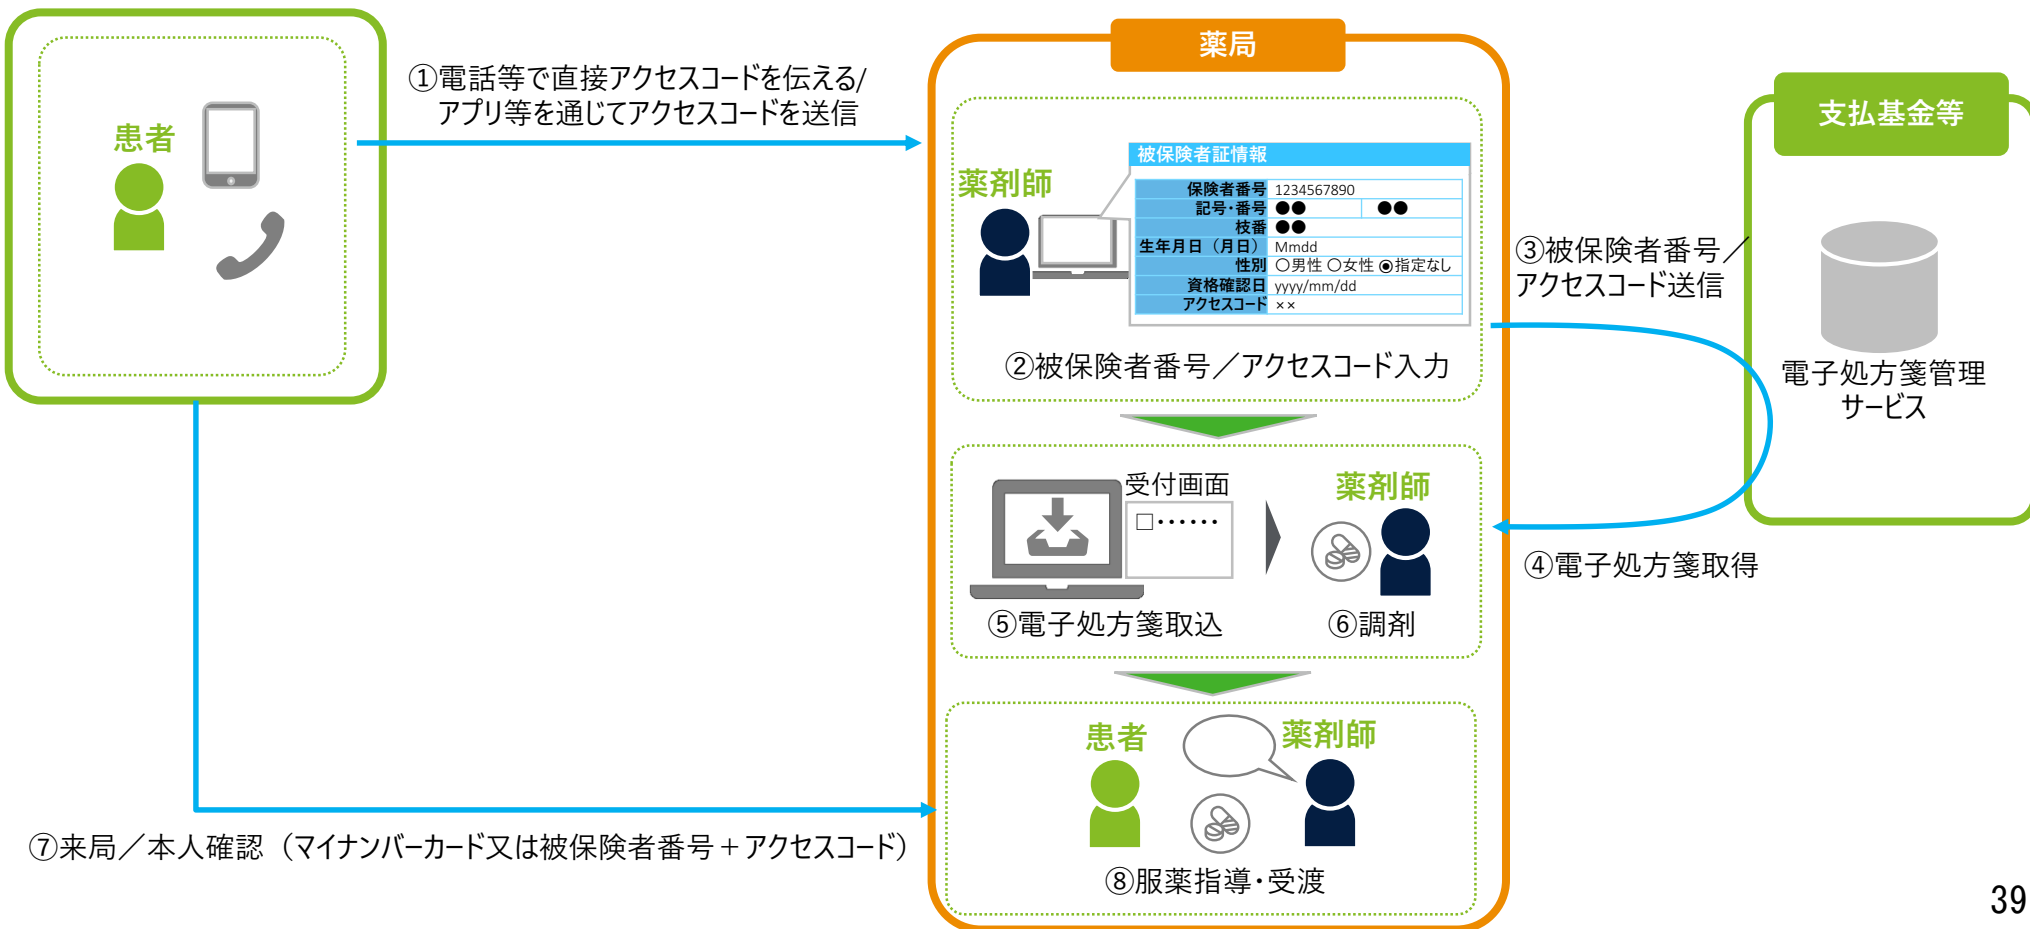 患者
①電話等で直接アクセスコードを伝える/
アプリ等を通じてアクセスコードを送信
薬局
薬剤師
被保険者証情報
保険者番号 1234567890
記号・番号 ●● ●●
枝番 ●●
生年月日（月日） Mmdd
性別 ○男性 ○女性 ◉指定なし
資格確認日 yyyy/mm/dd
アクセスコード ××
②被保険者番号／アクセスコード入力
③被保険者番号／
アクセスコード送信
支払基金等
電子処方箋管理
サービス
④電子処方箋取得
受付画面
□・・・・・・
⑤電子処方箋取込
薬剤師
⑥調剤
⑦来局／本人確認（マイナンバーカード又は被保険者番号＋アクセスコード）
患者
薬剤師
⑧服薬指導・受渡
39